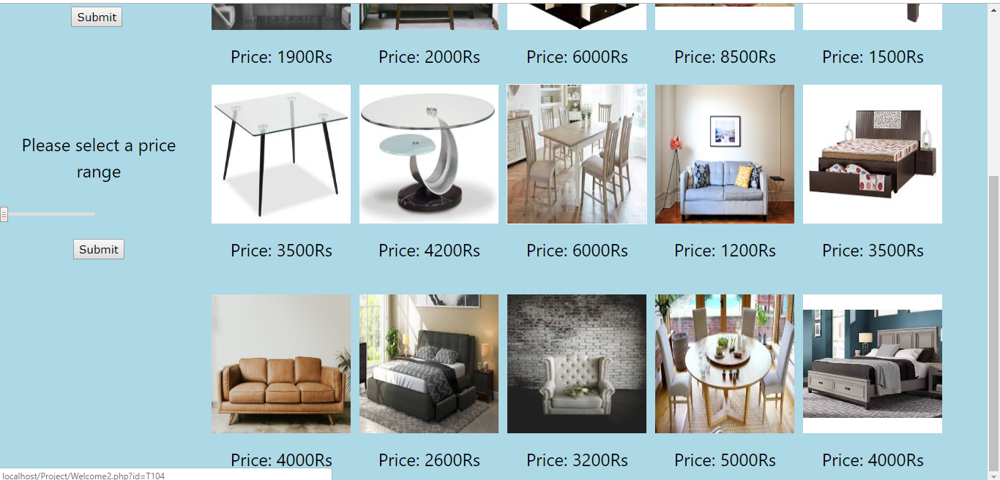 Submit
Price: 1900Rs
Price: 2000Rs
Price: 6000Rs
Price: 8500Rs
Price: 1500Rs
Please select a price
range
Submit
Price: 3500Rs
Price: 4200Rs
Price: 6000Rs
Price: 1200Rs
Price: 3500Rs
Price: 4000Rs
Price: 2600Rs
Price: 3200Rs
Price: 5000Rs
Price: 4000Rs
localhost/Project/Welcome2.php?id=T104